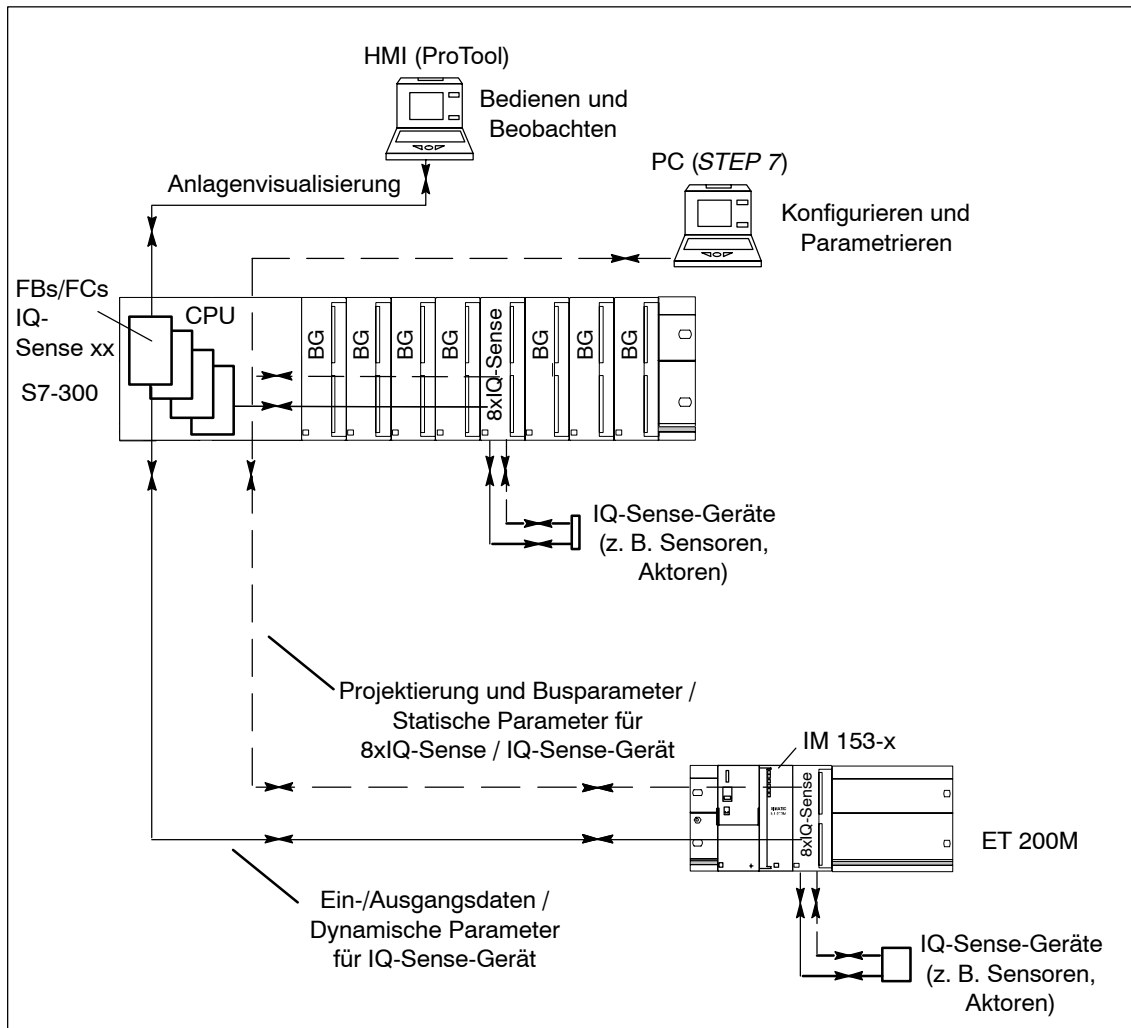 HMI (ProTool)
Bedienen und
Beobachten
Anlagenvisualisierung
PC (STEP 7)
Konfigurieren und
Parametrieren
FBs/FCs
IQ-
Sense xx
S7-300
CPU
BG
BG
BG
BG
8xIQ-Sense
BG
BG
BG
IQ-Sense-Geräte
(z. B. Sensoren,
Aktoren)
Projektierung und Busparameter /
Statische Parameter für
8xIQ-Sense / IQ-Sense-Gerät
IM 153-x
8xIQ-Sense
ET 200M
Ein-/Ausgangsdaten /
Dynamische Parameter
für IQ-Sense-Gerät
IQ-Sense-Geräte
(z. B. Sensoren,
Aktoren)